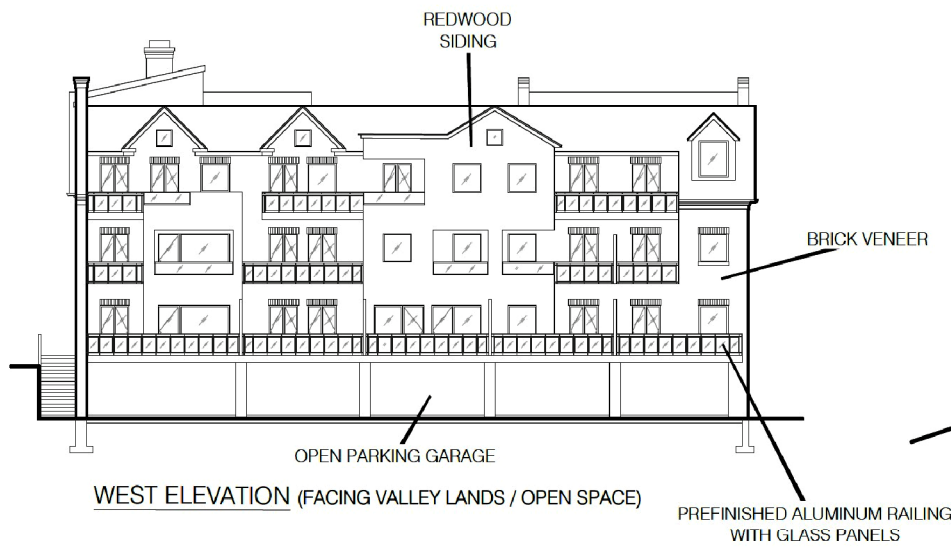 REDWOOD
SIDING
BRICK VENEER
OPEN PARKING GARAGE
WEST ELEVATION (FACING VALLEY LANDS / OPEN SPACE)
PREFINISHED ALUMINUM RAILING
WITH GLASS PANELS